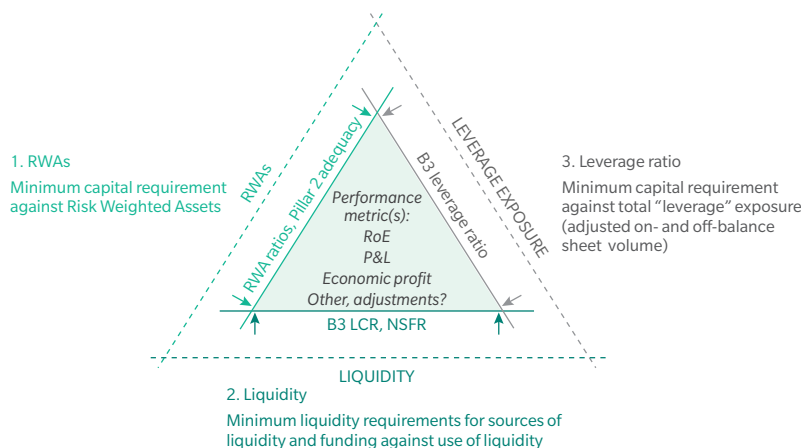 1. RWAs
Minimum capital requirement
against Risk Weighted Assets
RWAs
RWA ratios, Pillar 2 adequacy
Performance
metric(s):
RoE
P&L
Economic profit
Other, adjustments?
B3 leverage ratio
LEVERAGE EXPOSURE
3. Leverage ratio
Minimum capital requirement
against total “leverage” exposure
(adjusted on- and off-balance
sheet volume)
B3 LCR, NSFR
LIQUIDITY
2. Liquidity
Minimum liquidity requirements for sources of
liquidity and funding against use of liquidity